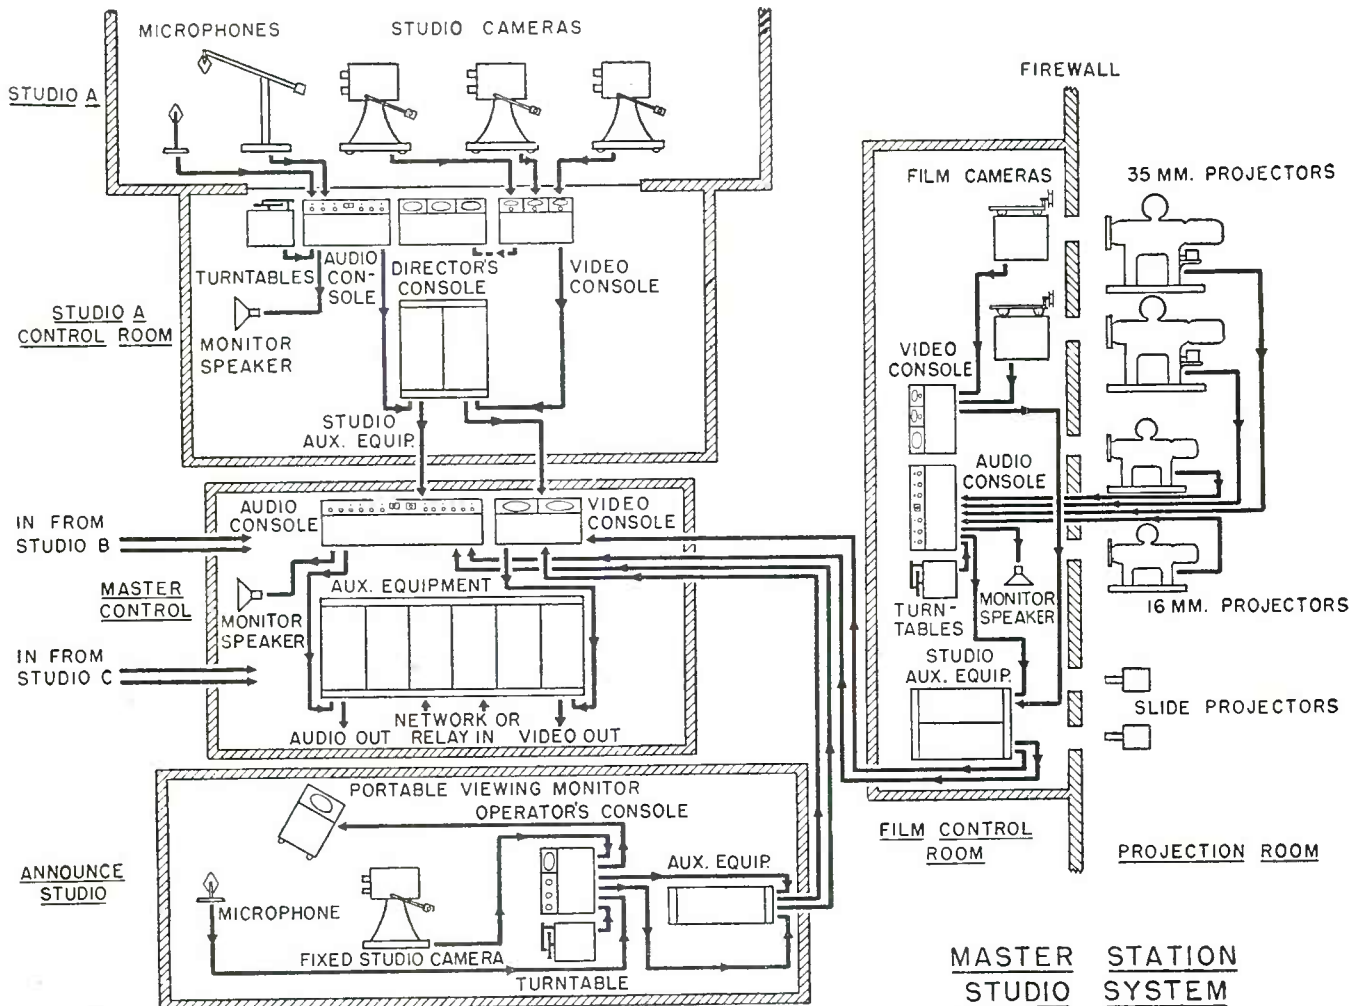 MICROPHONES
STUDIO CAMERAS
STUDIO A
FIREWALL
FILM CAMERAS
35 MM. PROJECTORS
TURNTABLES
AUDIO
CON-
SOLE
DIRECTOR'S
CONSOLE
VIDEO
CONSOLE
STUDIO A
CONTROL ROOM
MONITOR
SPEAKER
STUDIO
AUX. EQUIP.
VIDEO
CONSOLE
AUDIO
CONSOLE
AUDIO
CONSOLE
VIDEO
CONSOLE
IN FROM
STUDIO B
MASTER
CONTROL
MONITOR
SPEAKER
AUX. EQUIPMENT
IN FROM
STUDIO C
AUDIO OUT
NETWORK OR
RELAY IN
VIDEO OUT
TURN-
TABLES
MONITOR
SPEAKER
16 MM. PROJECTORS
STUDIO
AUX. EQUIP.
SLIDE PROJECTORS
FILM CONTROL
ROOM
PROJECTION ROOM
PORTABLE VIEWING MONITOR
OPERATOR'S CONSOLE
ANNOUNCE
STUDIO
MICROPHONE
FIXED STUDIO CAMERA
TURNTABLE
AUX. EQUIP.
MASTER STATION
STUDIO SYSTEM